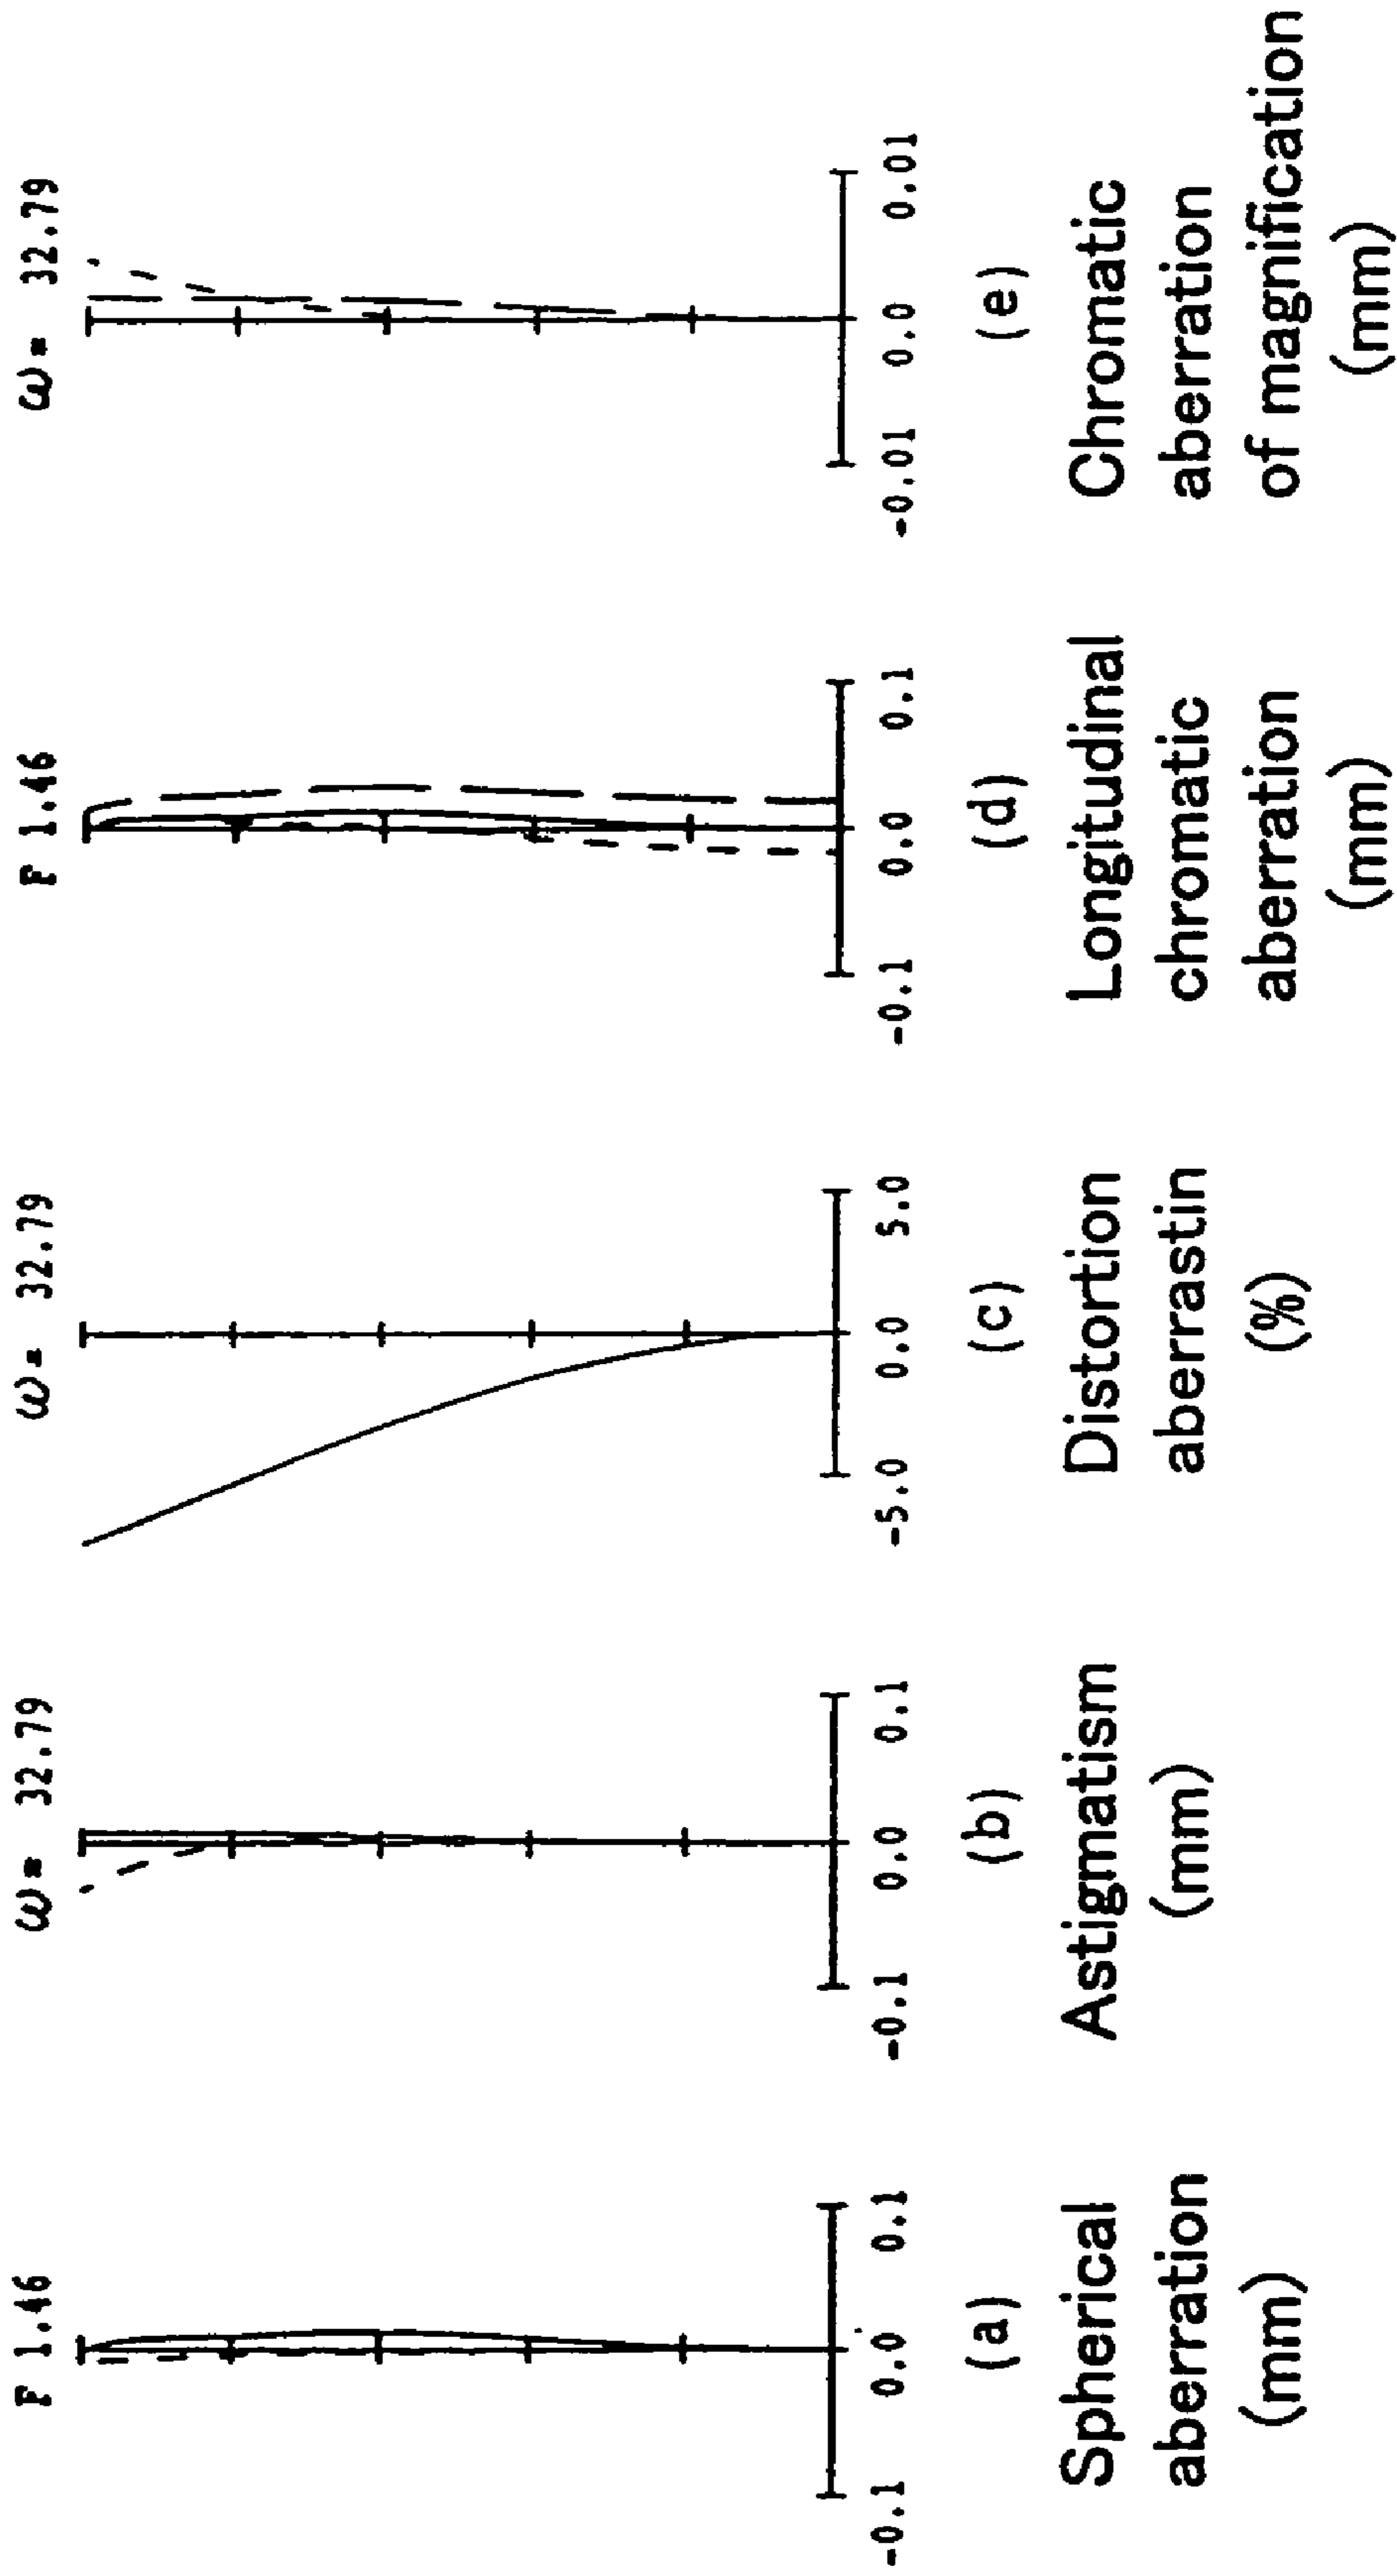 F 1.46
-0.1 0.0 0.1
(a)
Spherical
aberration
(mm)
ω= 32.79
-0.1 0.0 0.1
(b)
Astigmatism
(mm)
ω= 32.79
-5.0 0.0 5.0
(c)
Distortion
aberrastin
(%)
F 1.46
-0.1 0.0 0.1
(d)
Longitudinal
chromatic
aberration
(mm)
ω= 32.79
-0.01 0.0 0.01
(e)
Chromatic
aberration
of magnification
(mm)